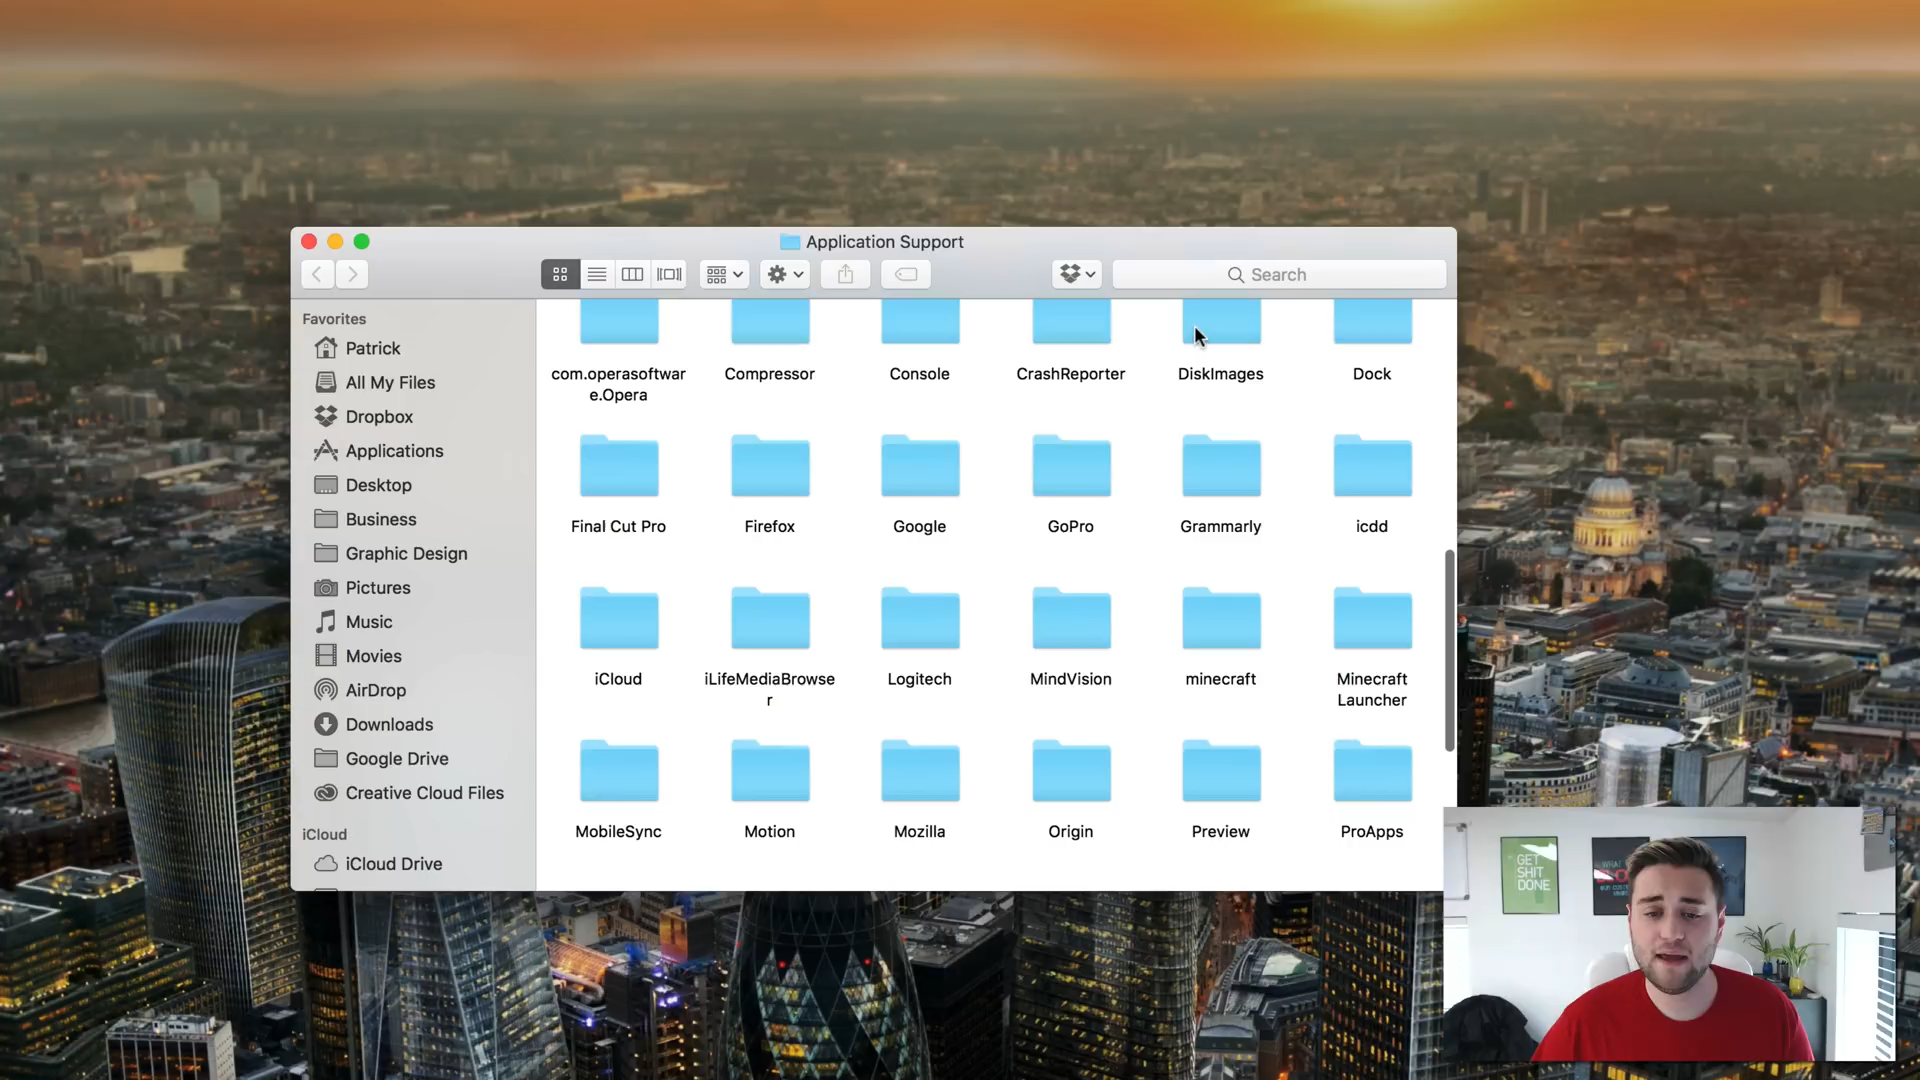 Application Support
Search
Favorites
Patrick
All My Files
Dropbox
Applications
Desktop
Business
Graphic Design
Pictures
Music
Movies
AirDrop
Downloads
Google Drive
Creative Cloud Files
iCloud
iCloud Drive
com.operasoftwar
e.Opera
Compressor
Console
CrashReporter
DiskImages
Dock
Final Cut Pro
Firefox
Google
GoPro
Grammarly
icdd
iCloud
iLifeMediaBrowse
r
Logitech
MindVision
minecraft
Minecraft
Launcher
MobileSync
Motion
Mozilla
Origin
Preview
ProApps
GET
SHIT
DONE